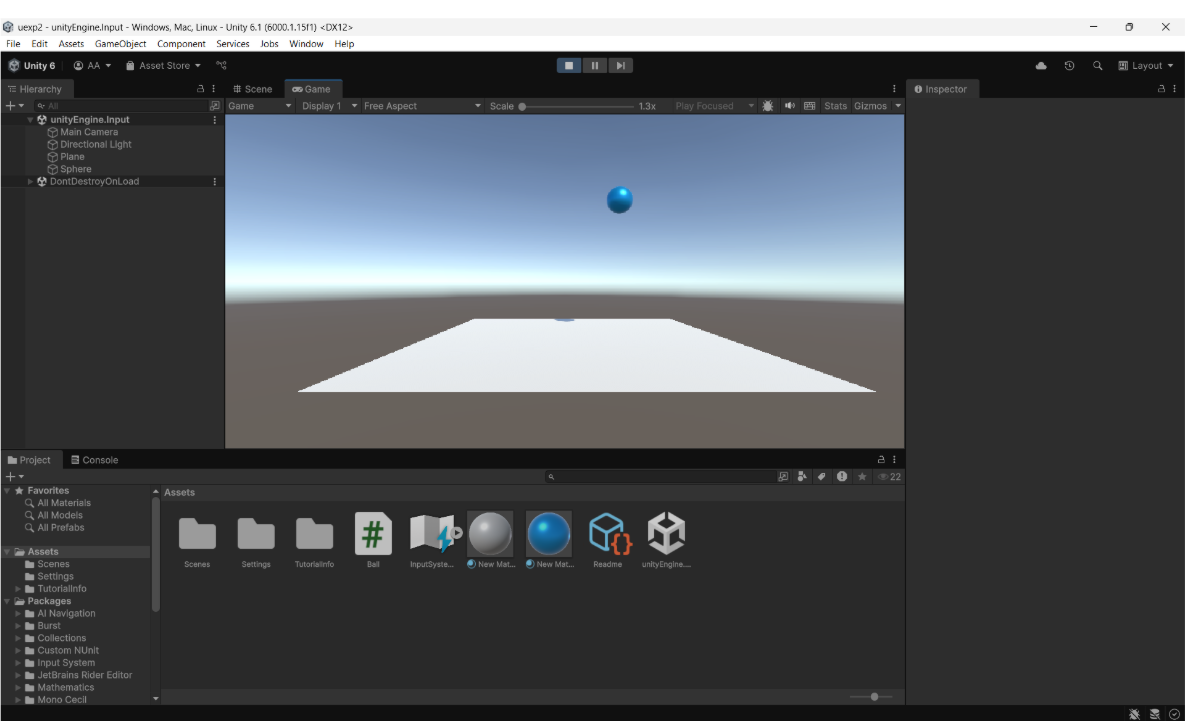 uexp2 - unityEngine.Input - Windows, Mac, Linux - Unity 6.1 (6000.1.15f1) <DX12>
File Edit Assets GameObject Component Services Jobs Window Help
Unity 6 AA Asset Store Layout
Hierarchy Scene Game Inspector
All Game Display 1 Free Aspect Scale 1.3x Play Focused Stats Gizmos
unityEngine.Input
Main Camera
Directional Light
Plane
Sphere
DontDestroyOnLoad
Project Console
22
Favorites
All Materials
All Models
All Prefabs
Assets
Scenes
Settings
TutorialInfo
Packages
AI Navigation
Burst
Collections
Custom NUnit
Input System
JetBrains Rider Editor
Mathematics
Mono Cecil
Assets
Scenes Settings TutorialInfo Ball InputSyste... New Mat... New Mat... Readme unityEngine....